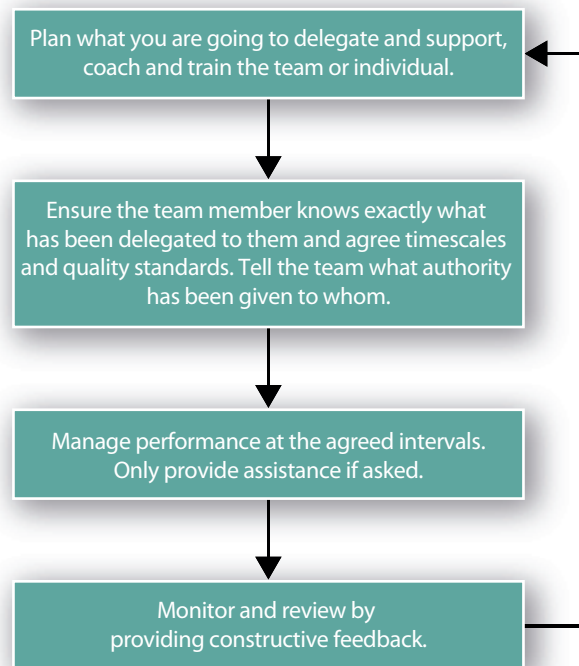 Plan what you are going to delegate and support,
coach and train the team or individual.
Ensure the team member knows exactly what
has been delegated to them and agree timescales
and quality standards. Tell the team what authority
has been given to whom.
Manage performance at the agreed intervals.
Only provide assistance if asked.
Monitor and review by
providing constructive feedback.